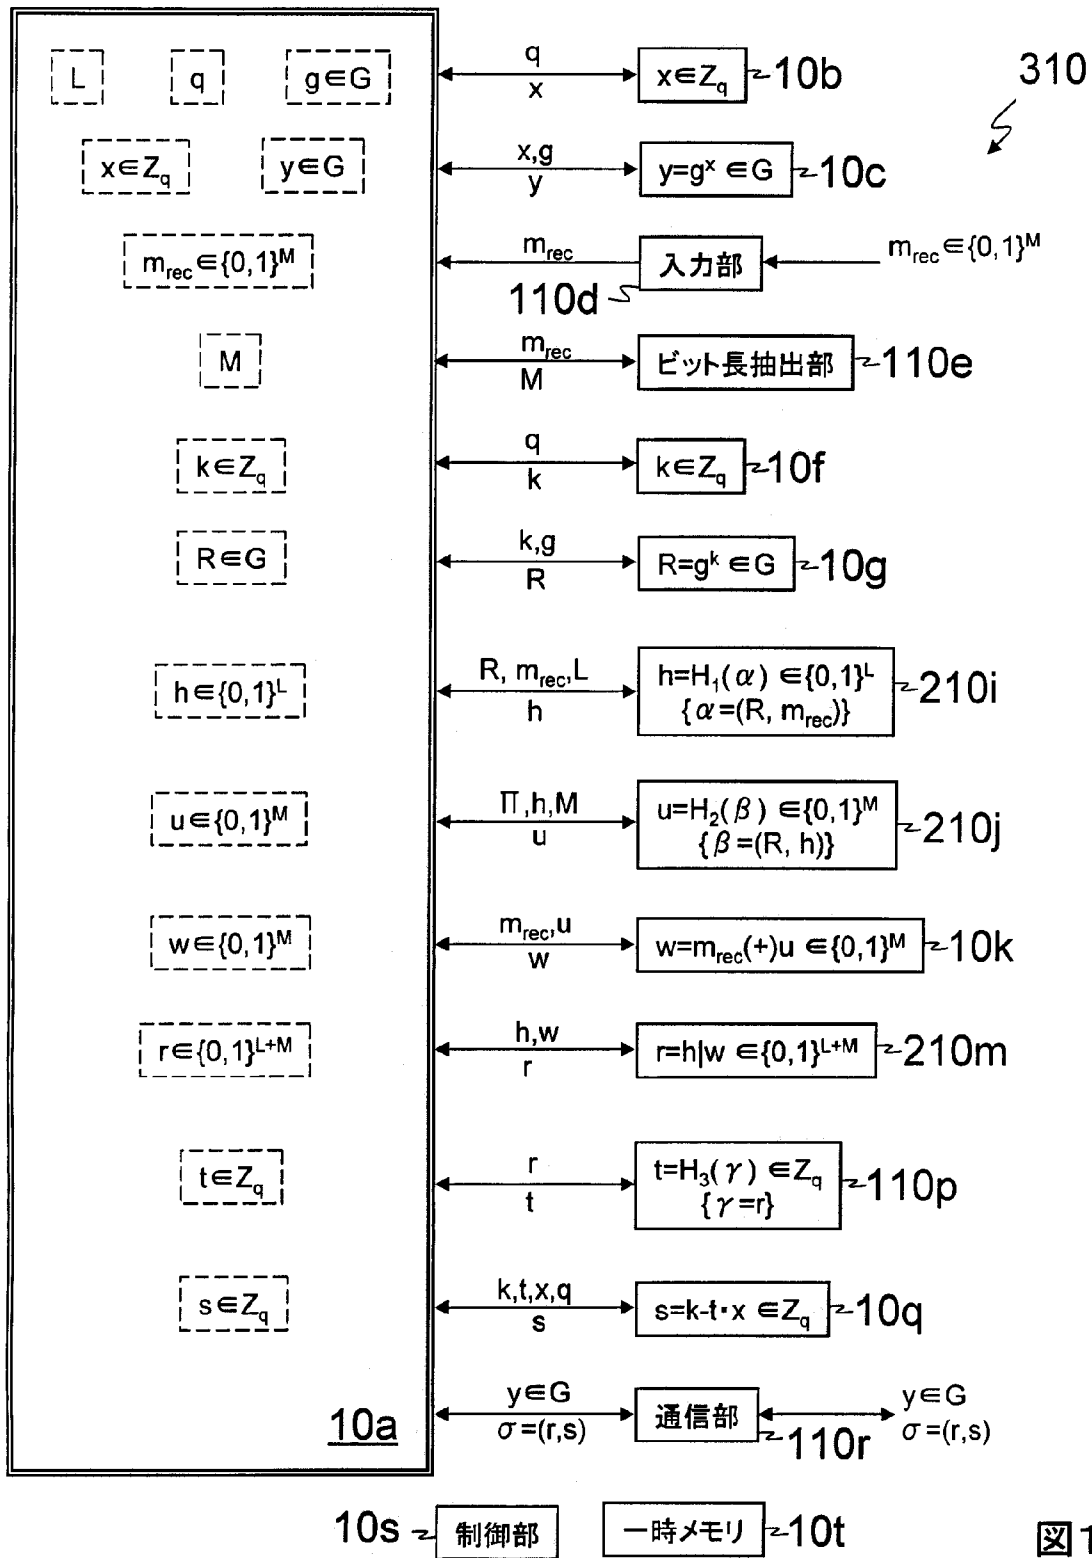 L q g∈G
q
x
x∈Z_q
10b
310
x∈Z_q y∈G
x,g
y
y=g^x ∈G
10c
m_rec∈{0,1}^M
m_rec
入力部
m_rec∈{0,1}^M
110d
M
m_rec
M
ビット長抽出部
110e
k∈Z_q
q
k
k∈Z_q
10f
R∈G
k,g
R
R=g^k ∈G
10g
h∈{0,1}^L
R, m_rec,L
h
h=H_1(α) ∈{0,1}^L
{α=(R, m_rec)}
210i
u∈{0,1}^M
Π,h,M
u
u=H_2(β) ∈{0,1}^M
{β=(R, h)}
210j
w∈{0,1}^M
m_rec,u
w
w=m_rec(+)u ∈{0,1}^M
10k
r∈{0,1}^L+M
h,w
r
r=h|w ∈{0,1}^L+M
210m
t∈Z_q
r
t
t=H_3(γ) ∈Z_q
{γ=r}
110p
s∈Z_q
k,t,x,q
s
s=k-t・x ∈Z_q
10q
10a
y∈G
σ=(r,s)
通信部
110r
y∈G
σ=(r,s)
10s
制御部
一時メモリ
10t
図1